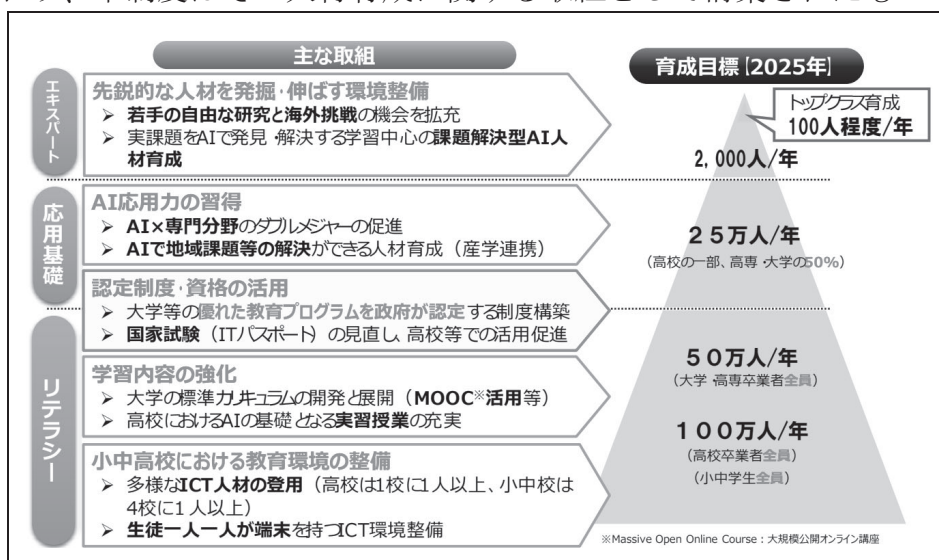 主な取組
育成目標【2025年】
エキスパート
先鋭的な人材を発掘・伸ばす環境整備
➢ 若手の自由な研究と海外挑戦の機会を拡充
➢ 実課題をAIで発見・解決する学習中心の課題解決型AI人
材育成
トップクラス育成
100人程度/年
2,000人/年
応用基礎
AI応用力の習得
➢ AI×専門分野のダブルメジャーの促進
➢ AIで地域課題等の解決ができる人材育成（産学連携）
25万人/年
（高校の一部、高専・大学の50%）
認定制度・資格の活用
➢ 大学等の優れた教育プログラムを政府が認定する制度構築
➢ 国家試験（ITパスポート）の見直し、高校等での活用促進
リテラシー
学習内容の強化
➢ 大学の標準カリキュラムの開発と展開（MOOC※活用等）
➢ 高校におけるAIの基礎となる実習授業の充実
50万人/年
（大学・高専卒業者全員）
100万人/年
（高校卒業者全員）
（小中学生全員）
小中高校における教育環境の整備
➢ 多様なICT人材の登用（高校は1校に1人以上、小中校は
4校に1人以上）
➢ 生徒一人一人が端末を持つICT環境整備
※Massive Open Online Course：大規模公開オンライン講座